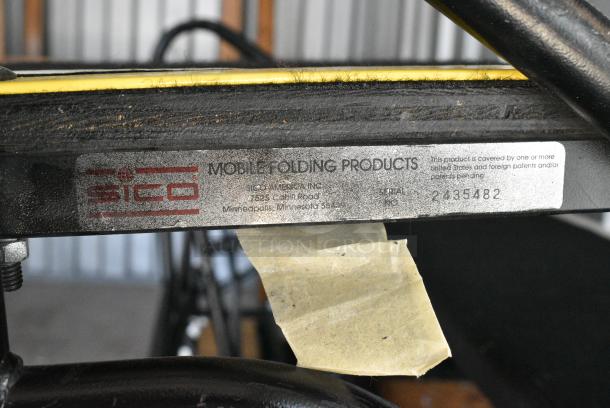 SICO
MOBILE FOLDING PRODUCTS
SICO AMERICA INC.
7525 Cahill Road
Minneapolis, Minnesota
SERIAL
NO.
2435482
This product is covered by one or more
United States and foreign patents and/or
patents pending.